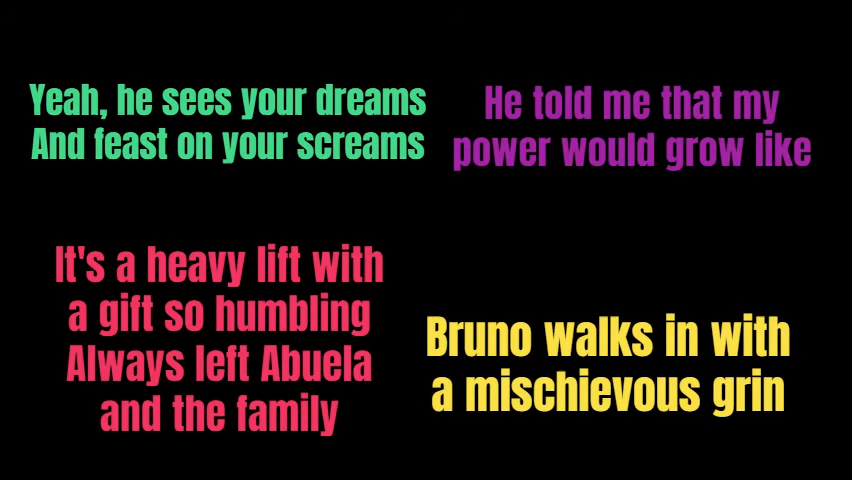 Yeah, he sees your dreams
And feast on your screams
He told me that my
power would grow like
It's a heavy lift with
a gift so humbling
Always left Abuela
and the family
Bruno walks in with
a mischievous grin